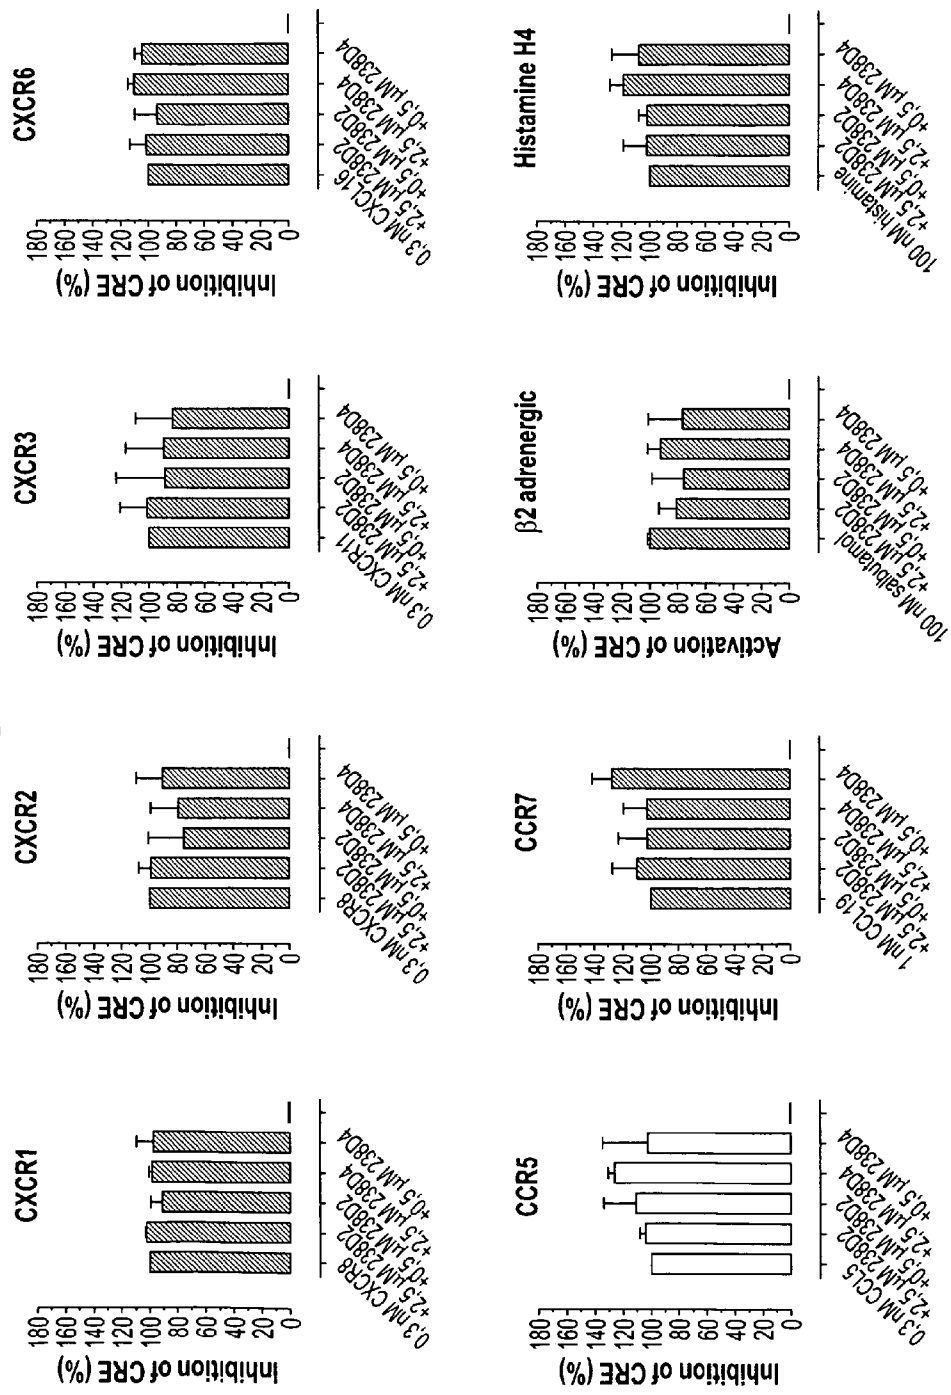 CXCR1
Inhibition of CRE (%)
180
160
140
120
100
80
60
40
20
0
0,3 nM CXCR8
+2,5 µM 238D2
+0,5 µM 238D2
+2,5 µM 238D4
+0,5 µM 238D4
CXCR2
Inhibition of CRE (%)
180
160
140
120
100
80
60
40
20
0
0,3 nM CXCR8
+2,5 µM 238D2
+0,5 µM 238D2
+2,5 µM 238D4
+0,5 µM 238D4
CXCR3
Inhibition of CRE (%)
180
160
140
120
100
80
60
40
20
0
0,3 nM CXCR11
+2,5 µM 238D2
+0,5 µM 238D2
+2,5 µM 238D4
+0,5 µM 238D4
CXCR6
Inhibition of CRE (%)
180
160
140
120
100
80
60
40
20
0
0,3 nM CXCL16
+2,5 µM 238D2
+0,5 µM 238D2
+2,5 µM 238D4
+0,5 µM 238D4
CCR5
Inhibition of CRE (%)
180
160
140
120
100
80
60
40
20
0
0,3 nM CCL5
+2,5 µM 238D2
+0,5 µM 238D2
+2,5 µM 238D4
+0,5 µM 238D4
CCR7
Inhibition of CRE (%)
180
160
140
120
100
80
60
40
20
0
1 nM CCL19
+2,5 µM 238D2
+0,5 µM 238D2
+2,5 µM 238D4
+0,5 µM 238D4
β2 adrenergic
Activation of CRE (%)
180
160
140
120
100
80
60
40
20
0
100 nM salbutamol
+2,5 µM 238D2
+0,5 µM 238D2
+2,5 µM 238D4
+0,5 µM 238D4
Histamine H4
Inhibition of CRE (%)
180
160
140
120
100
80
60
40
20
0
100 nM histamine
+2,5 µM 238D2
+0,5 µM 238D2
+2,5 µM 238D4
+0,5 µM 238D4